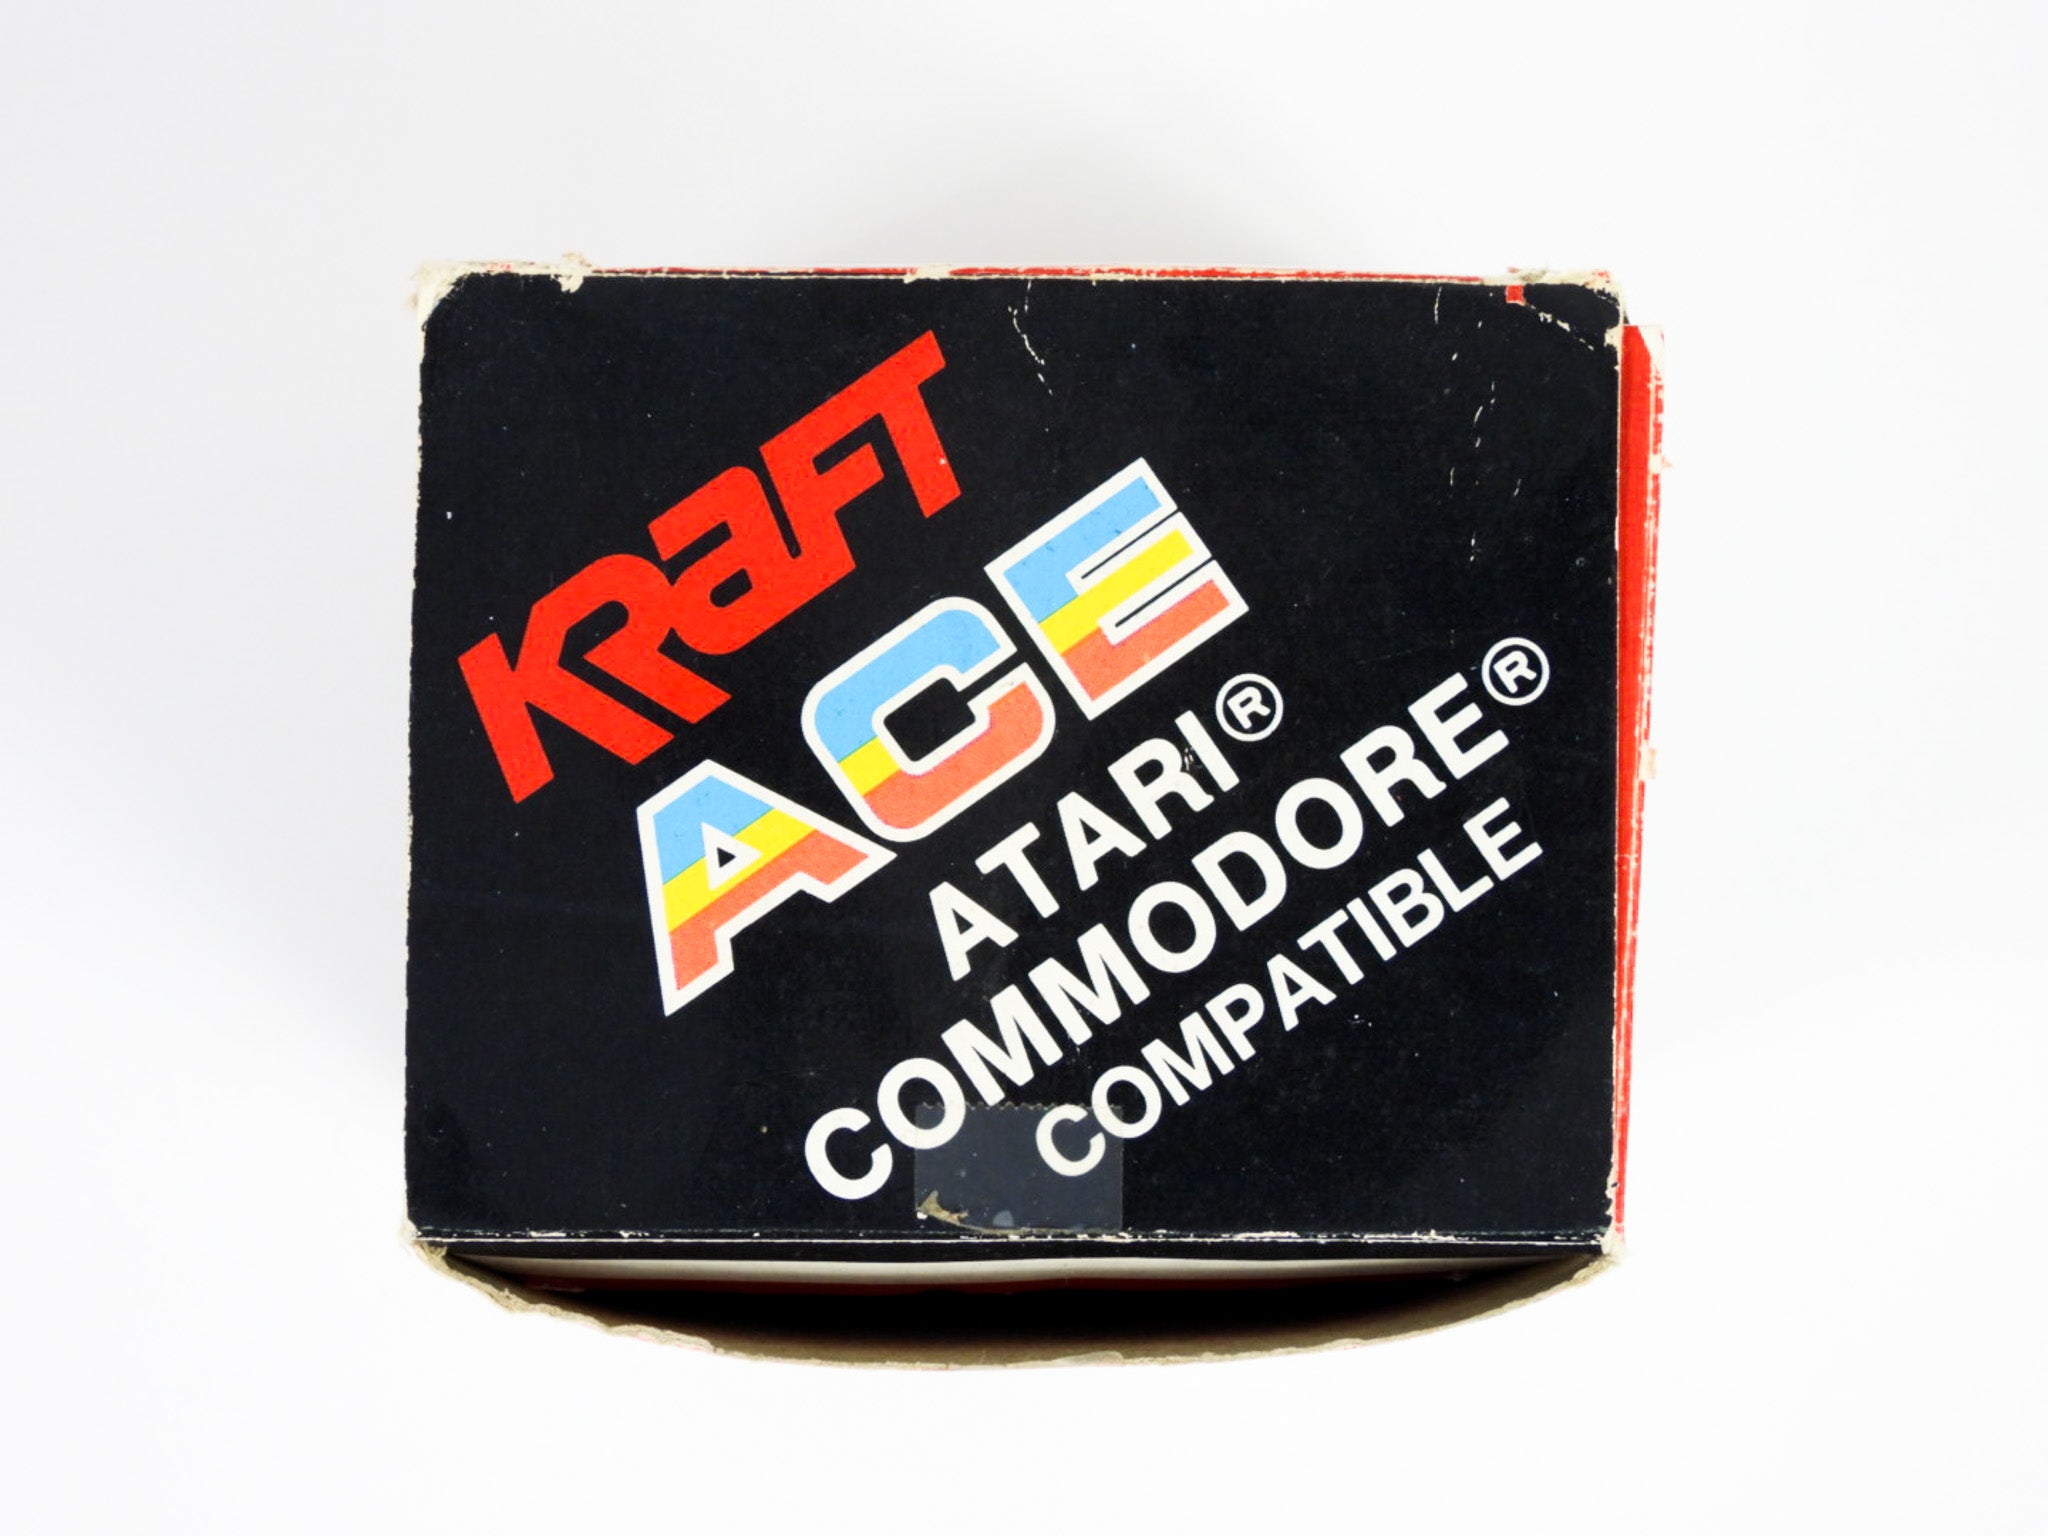 KRAFT
ACE
ATARI®
COMMODORE®
COMPATIBLE